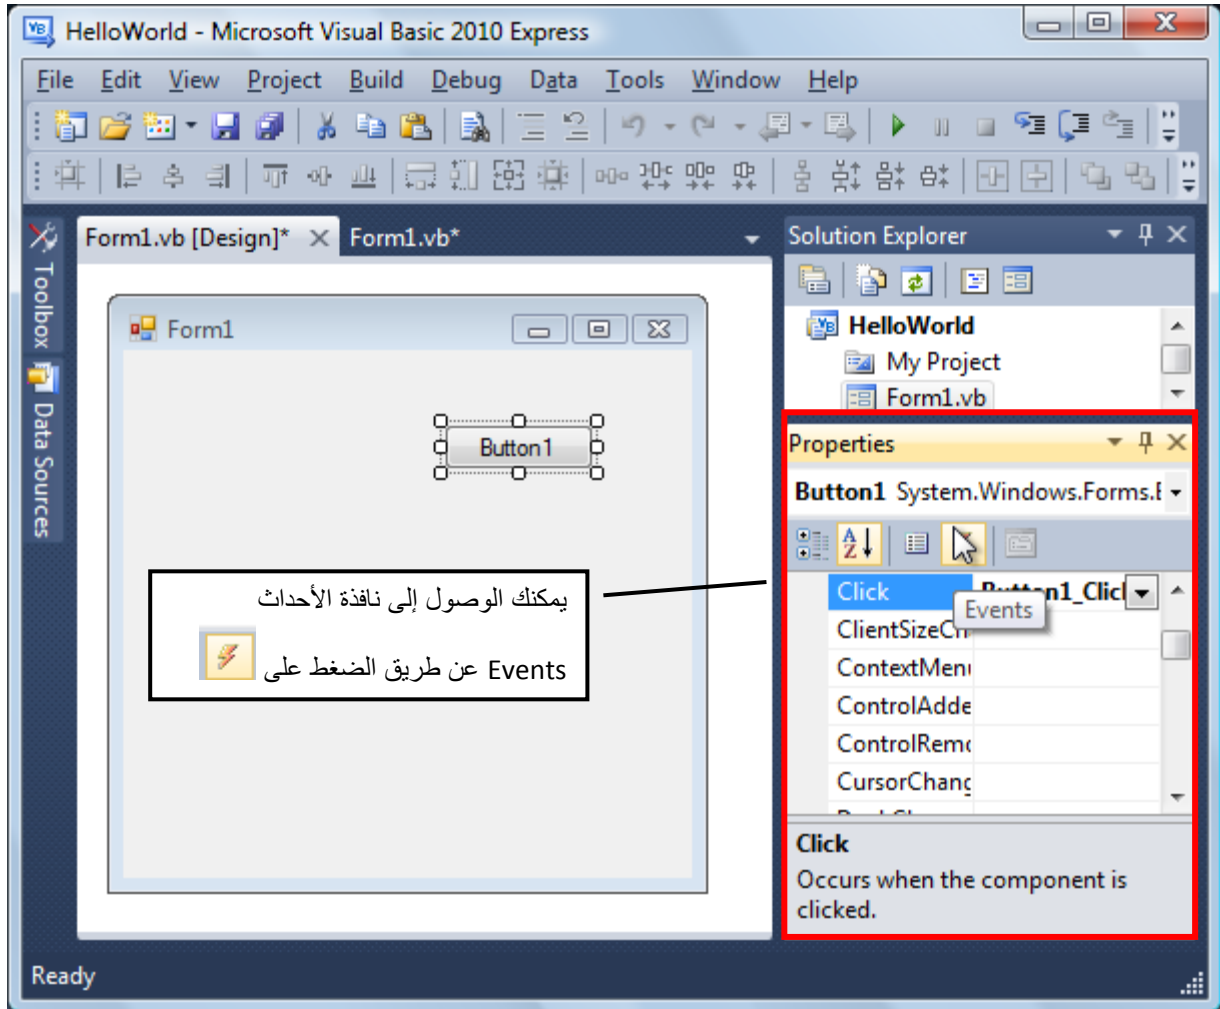 HelloWorld - Microsoft Visual Basic 2010 Express
File Edit View Project Build Debug Data Tools Window Help
Toolbox
Data Sources
Form1.vb [Design]* Form1.vb*
Form1
Button1
يمكنك الوصول إلى نافذة الأحداث
Events عن طريق الضغط على
Solution Explorer
HelloWorld
My Project
Form1.vb
Properties
Button1 System.Windows.Forms.
Click Button1_Clic
Events
ClientSizeCh
ContextMen
ControlAdde
ControlRem
CursorChang
Click
Occurs when the component is
clicked.
Ready